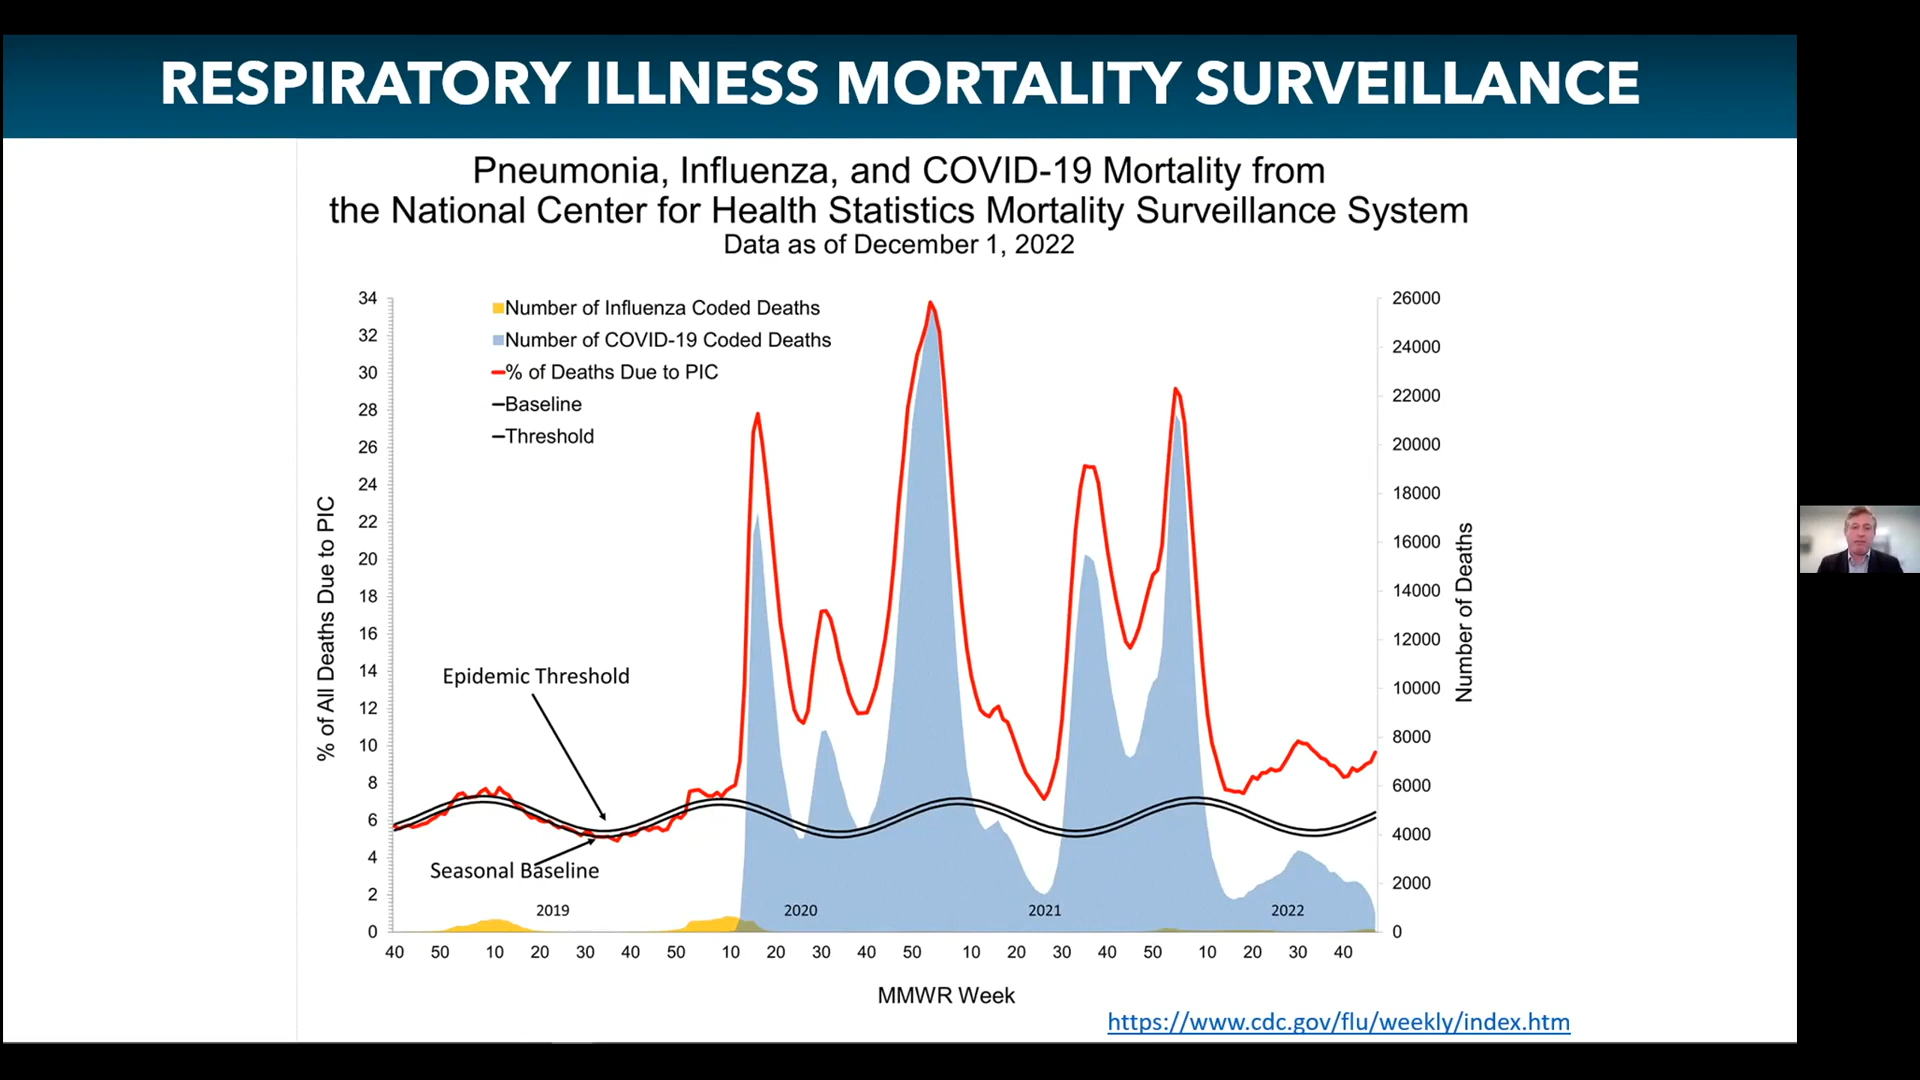 RESPIRATORY ILLNESS MORTALITY SURVEILLANCE
Pneumonia, Influenza, and COVID-19 Mortality from
the National Center for Health Statistics Mortality Surveillance System
Data as of December 1, 2022
Number of Influenza Coded Deaths
Number of COVID-19 Coded Deaths
% of Deaths Due to PIC
Baseline
Threshold
% of All Deaths Due to PIC
34
32
30
28
26
24
22
20
18
16
14
12
10
8
6
4
2
0
Epidemic Threshold
Seasonal Baseline
2019 2020 2021 2022
26000
24000
22000
20000
18000
16000
14000
12000
10000
8000
6000
4000
2000
0
Number of Deaths
40 50 10 20 30 40 50 10 20 30 40 50 10 20 30 40 50 10 20 30 40
MMWR Week
https://www.cdc.gov/flu/weekly/index.htm